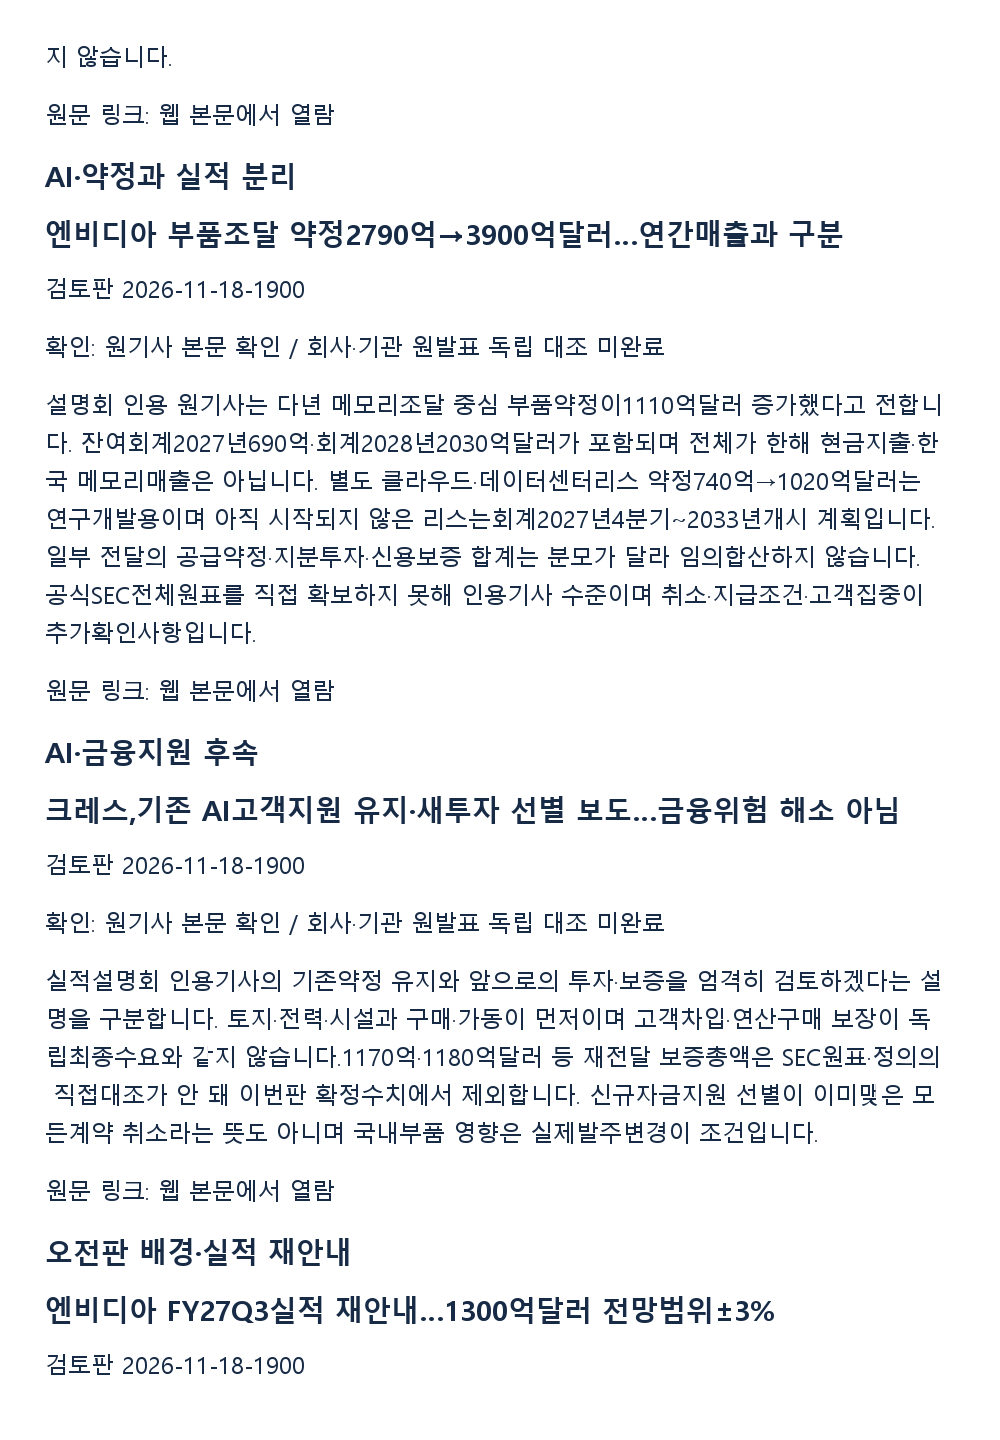 지 않습니다.
원문 링크: 웹 본문에서 열람
AI·약정과 실적 분리
엔비디아 부품조달 약정2790억→3900억달러...연간매출과 구분
검토판 2026-11-18-1900
확인: 원기사 본문 확인 / 회사·기관 원발표 독립 대조 미완료
설명회 인용 원기사는 다년 메모리조달 중심 부품약정이1110억달러 증가했다고 전합니
다. 잔여회계2027년690억·회계2028년2030억달러가 포함되며 전체가 한해 현금지출·한
국 메모리매출은 아닙니다. 별도 클라우드·데이터센터리스 약정740억→1020억달러는
연구개발용이며 아직 시작되지 않은 리스는회계2027년4분기~2033년개시 계획입니다.
일부 전달의 공급약정·지분투자·신용보증 합계는 분모가 달라 임의합산하지 않습니다.
공식SEC전체원표를 직접 확보하지 못해 인용기사 수준이며 취소·지급조건·고객집중이
추가확인사항입니다.
원문 링크: 웹 본문에서 열람
AI·금융지원 후속
크레스,기존 AI고객지원 유지·새투자 선별 보도...금융위험 해소 아님
검토판 2026-11-18-1900
확인: 원기사 본문 확인 / 회사·기관 원발표 독립 대조 미완료
실적설명회 인용기사의 기존약정 유지와 앞으로의 투자·보증을 엄격히 검토하겠다는 설
명을 구분합니다. 토지·전력·시설과 구매·가동이 먼저이며 고객차입·연산구매 보장이 독
립최종수요와 같지 않습니다.1170억·1180억달러 등 재전달 보증총액은 SEC원표·정의의
직접대조가 안 돼 이번판 확정수치에서 제외합니다. 신규자금지원 선별이 이미맺은 모
든계약 취소라는 뜻도 아니며 국내부품 영향은 실제발주변경이 조건입니다.
원문 링크: 웹 본문에서 열람
오전판 배경·실적 재안내
엔비디아 FY27Q3실적 재안내...1300억달러 전망범위±3%
검토판 2026-11-18-1900